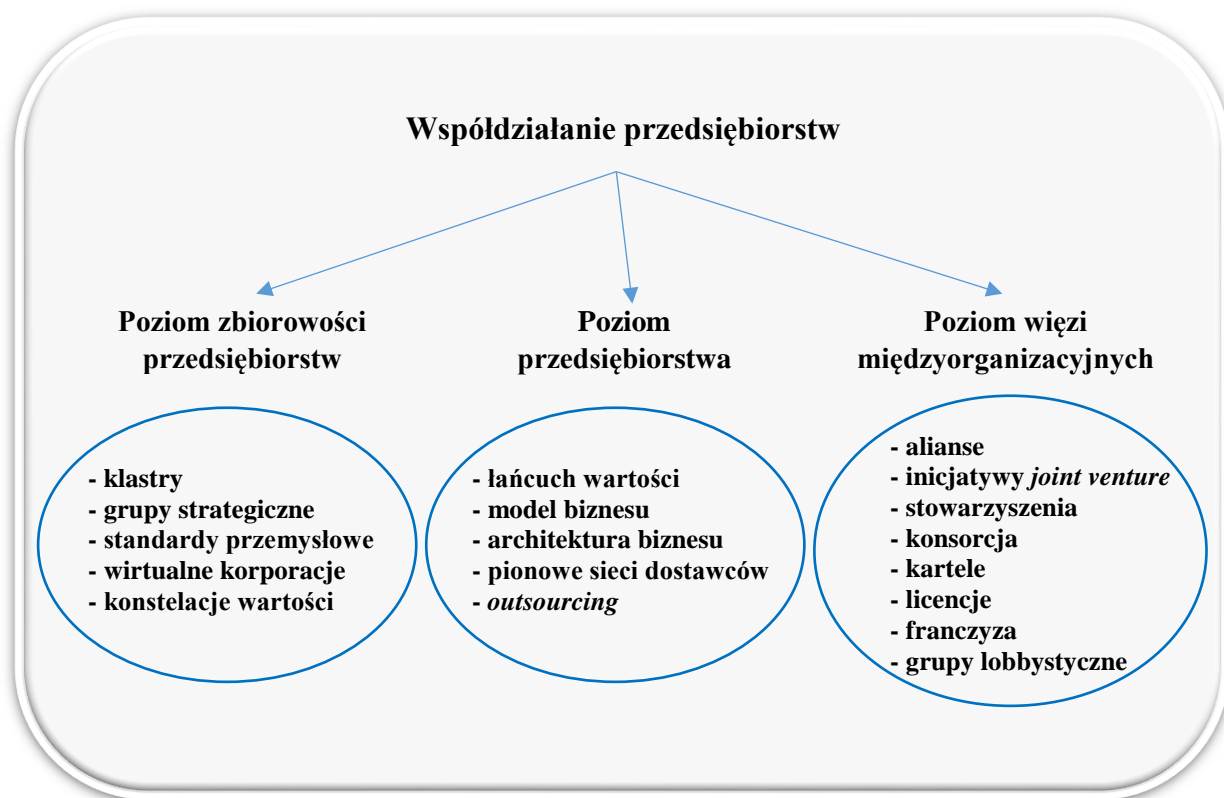 Współdziałanie przedsiębiorstw
Poziom zbiorowości
przedsiębiorstw
- klastry
- grupy strategiczne
- standardy przemysłowe
- wirtualne korporacje
- konstelacje wartości
Poziom
przedsiębiorstwa
- łańcuch wartości
- model biznesu
- architektura biznesu
- pionowe sieci dostawców
- outsourcing
Poziom więzi
międzyorganizacyjnych
- alianse
- inicjatywy joint venture
- stowarzyszenia
- konsorcja
- kartele
- licencje
- franczyza
- grupy lobbystyczne